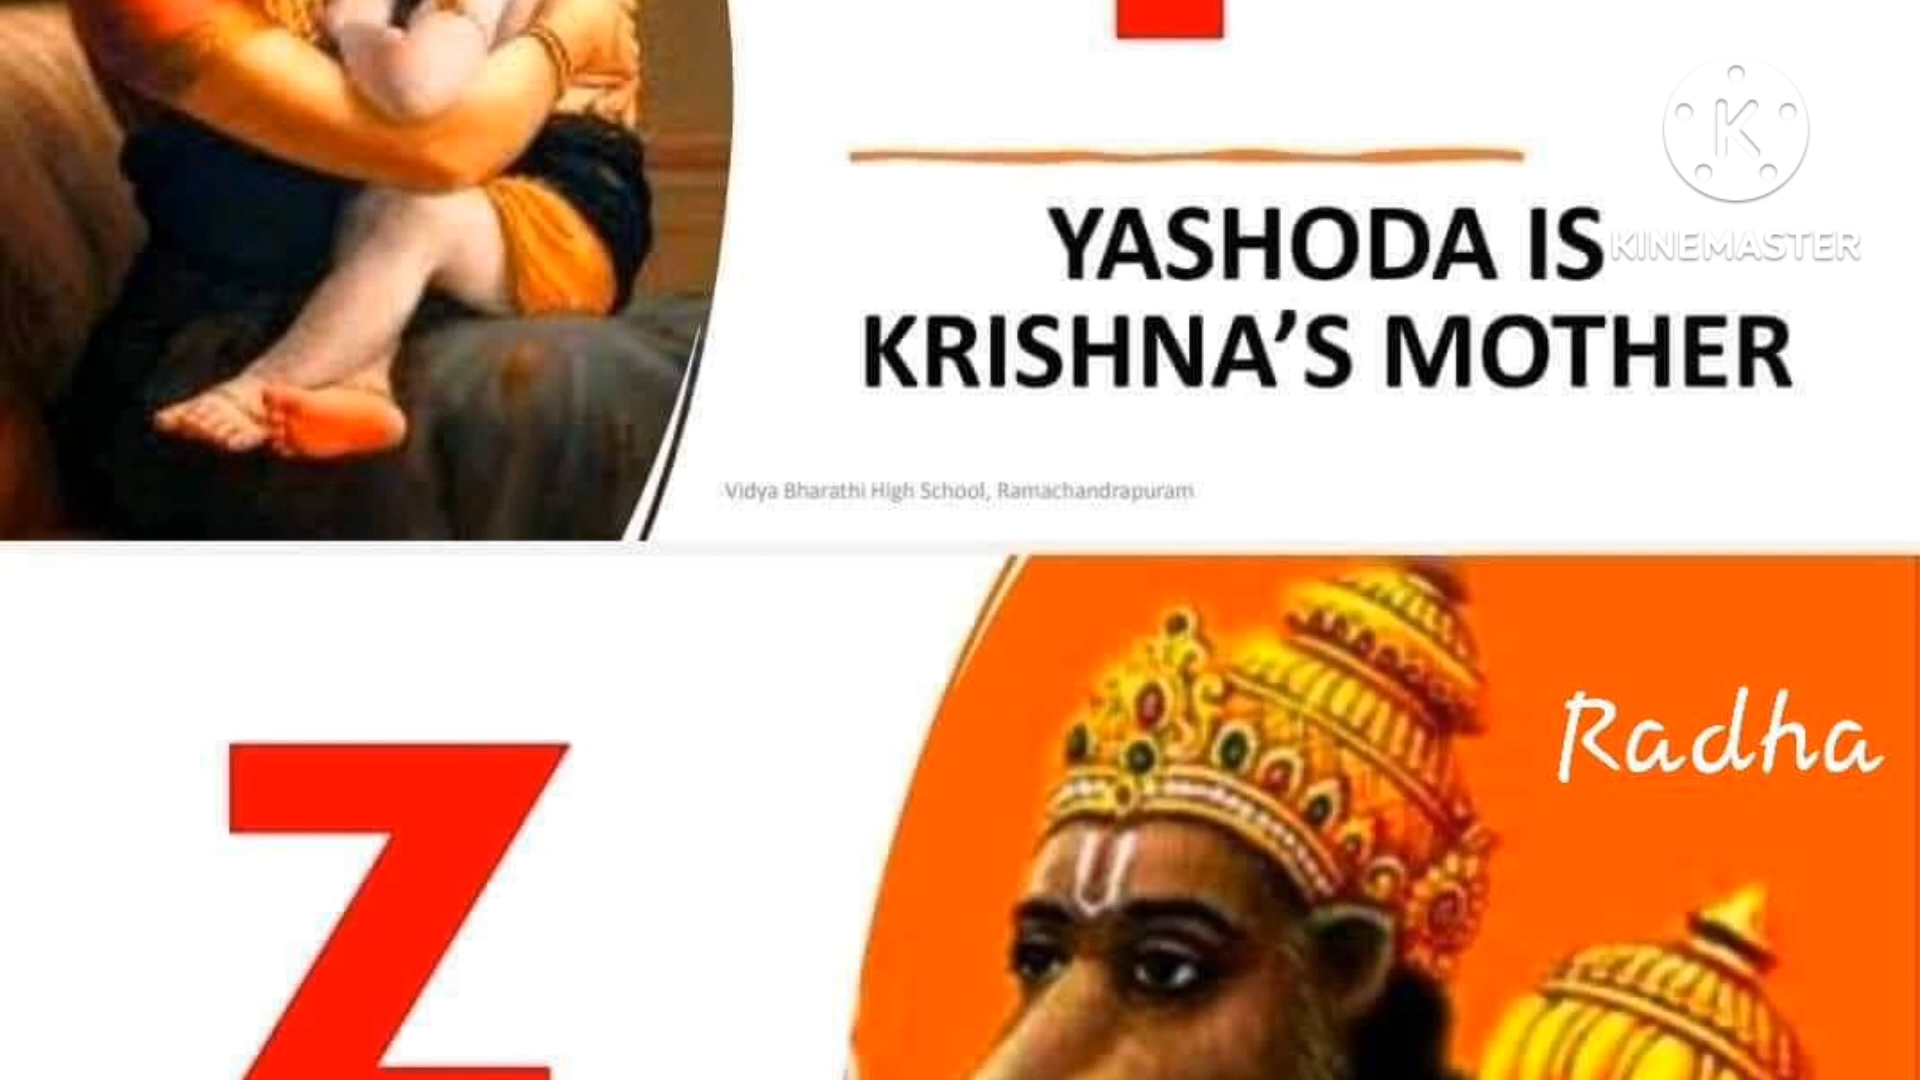 K
KINEMASTER
YASHODA IS
KRISHNA’S MOTHER
Vidya Bharathi High School, Ramachandrapuram
Radha
Z